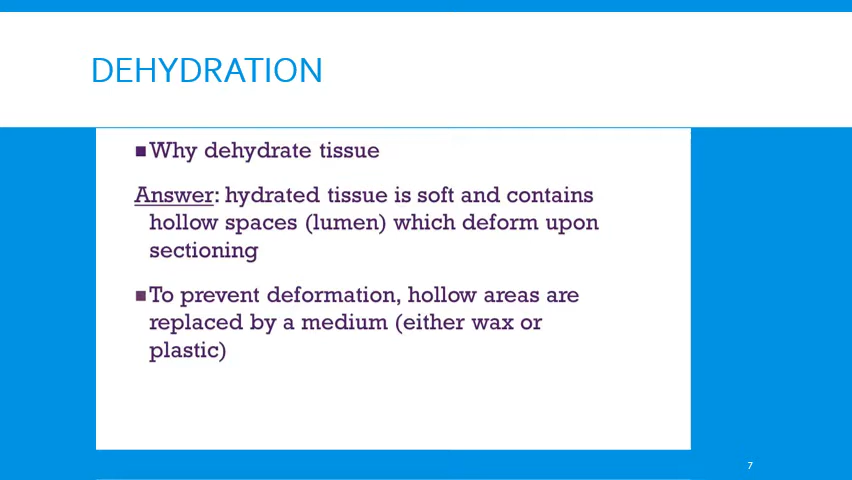 DEHYDRATION
■Why dehydrate tissue
Answer: hydrated tissue is soft and contains
hollow spaces (lumen) which deform upon
sectioning
■To prevent deformation, hollow areas are
replaced by a medium (either wax or
plastic)
7